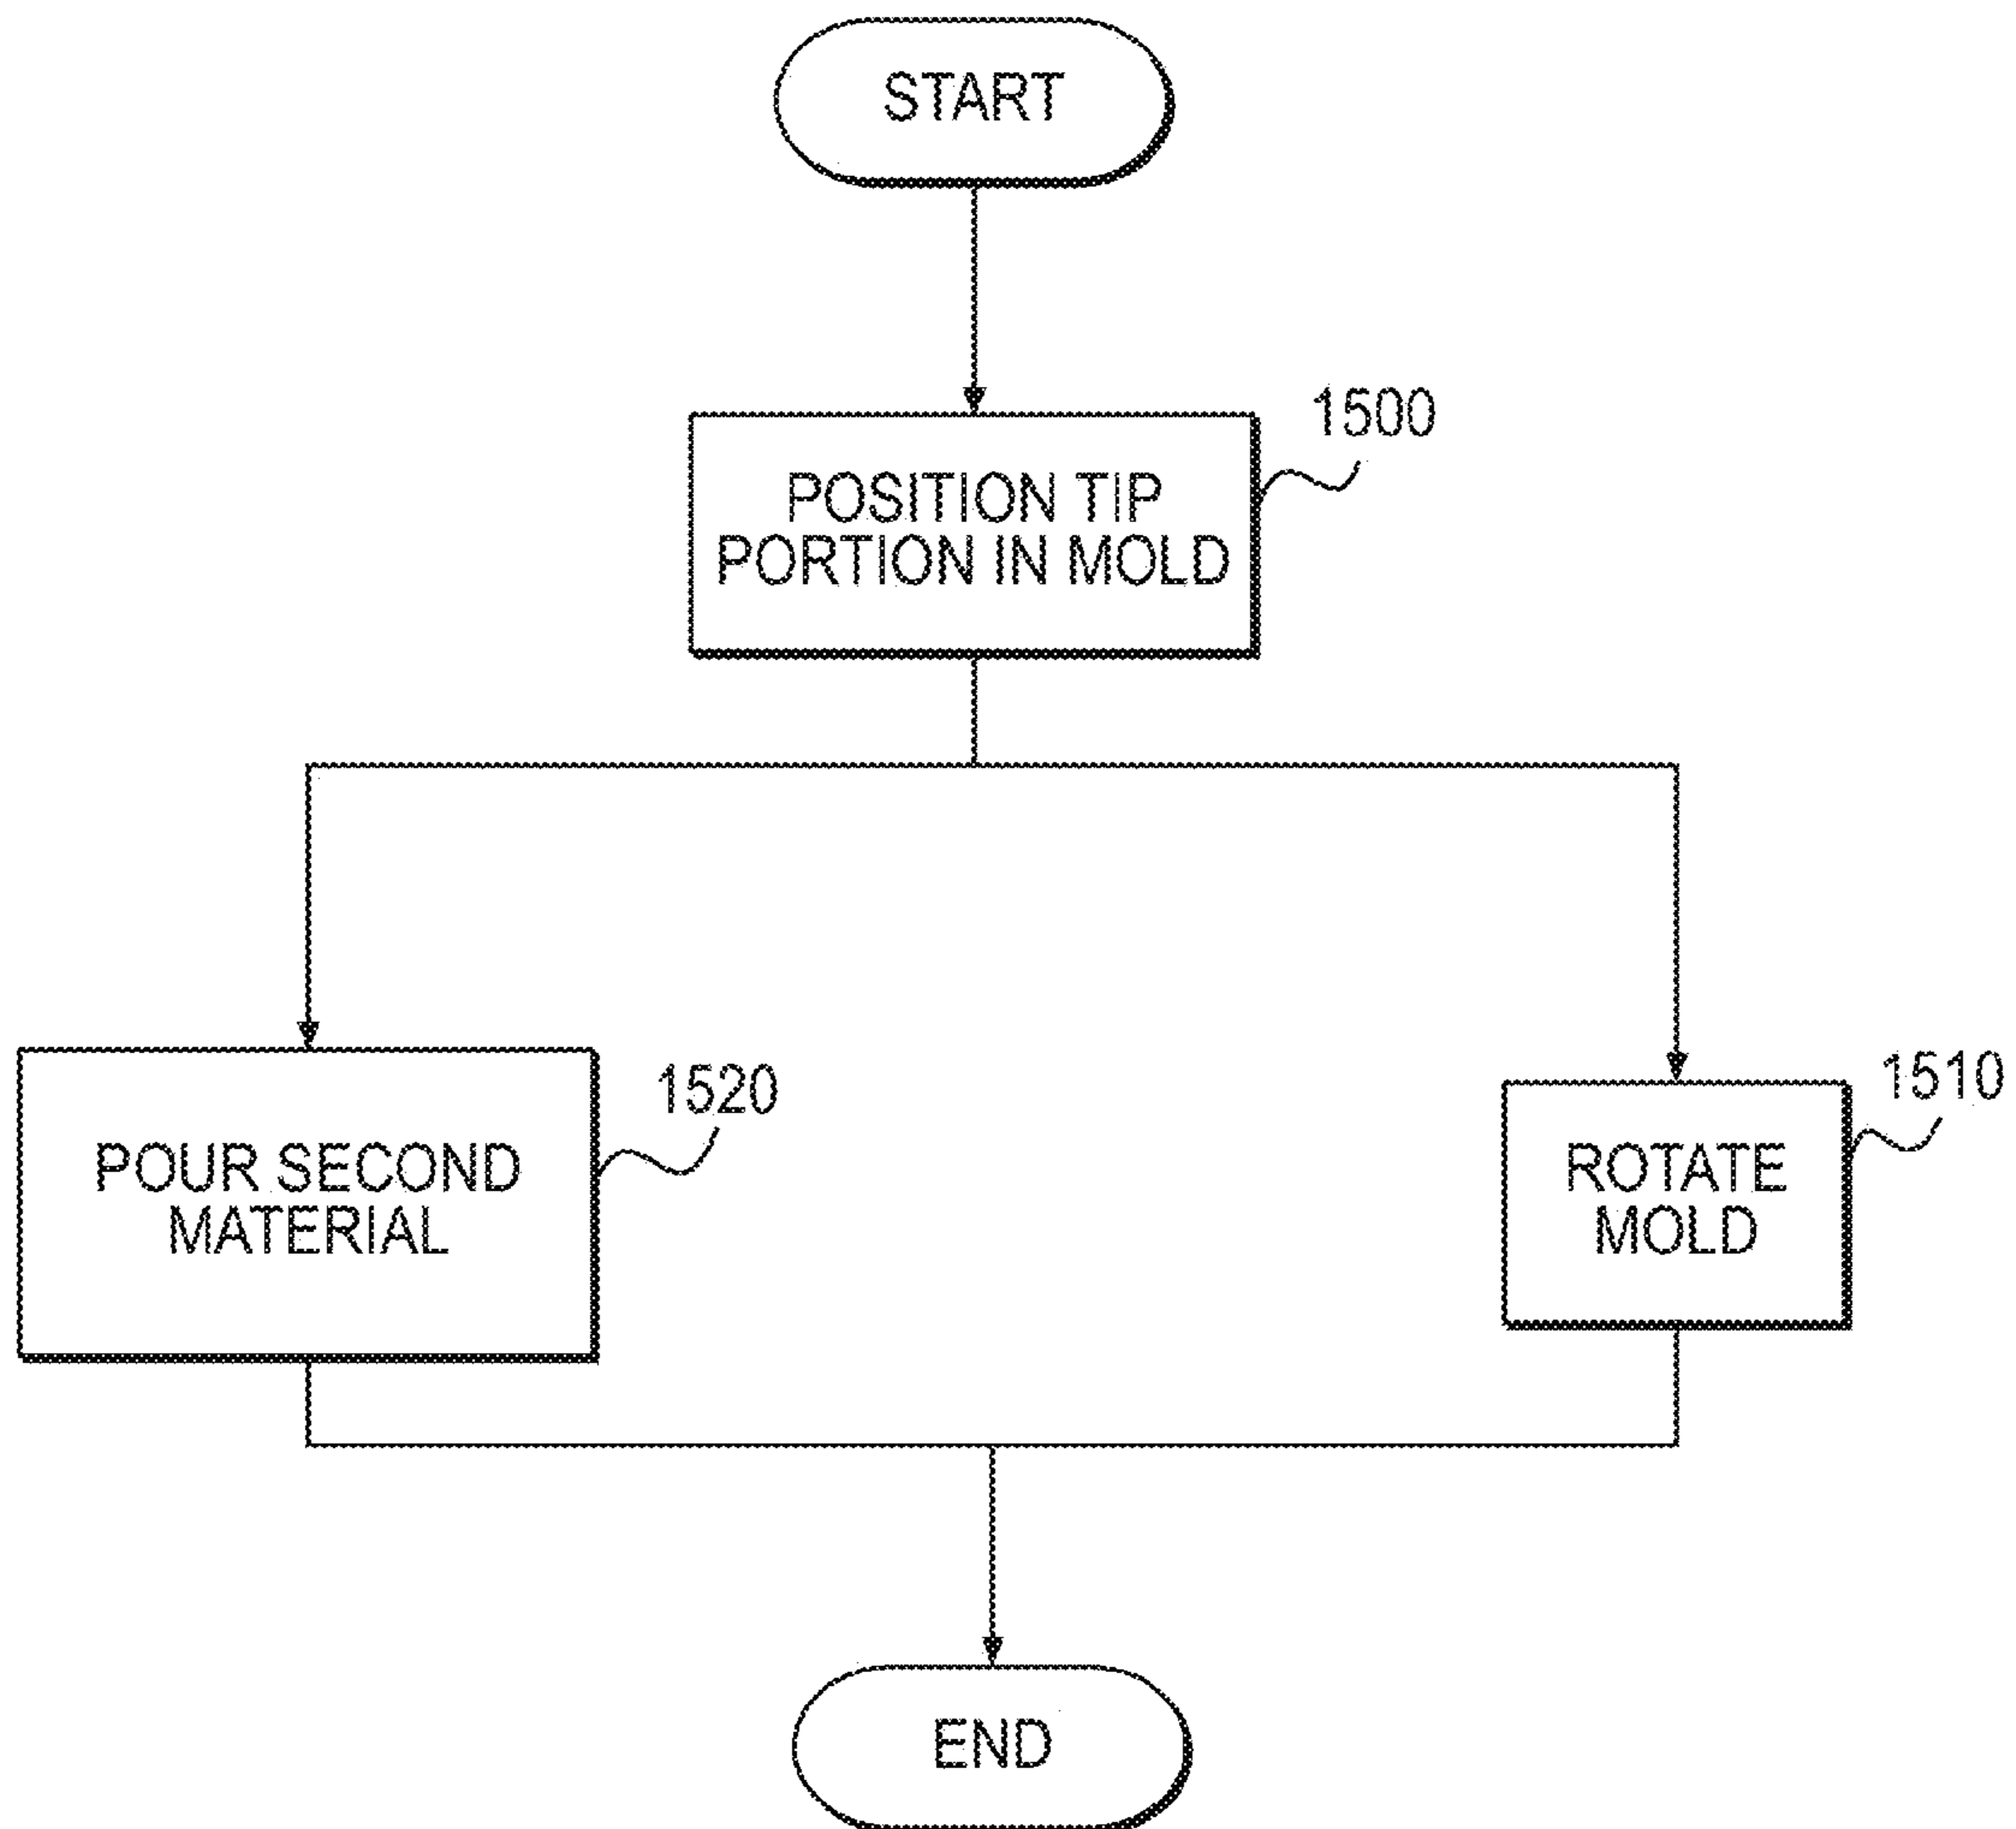 START
1500
POSITION TIP
PORTION IN MOLD
1520
POUR SECOND
MATERIAL
1510
ROTATE
MOLD
END